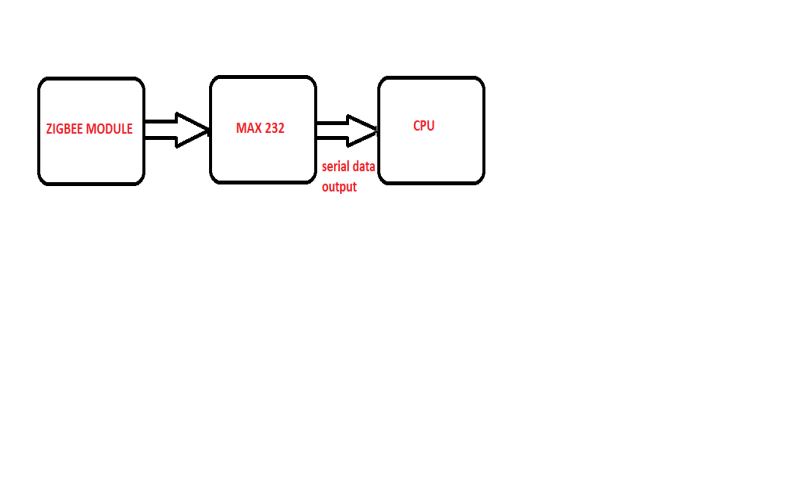 ZIGBEE MODULE
MAX 232
CPU
serial data
output